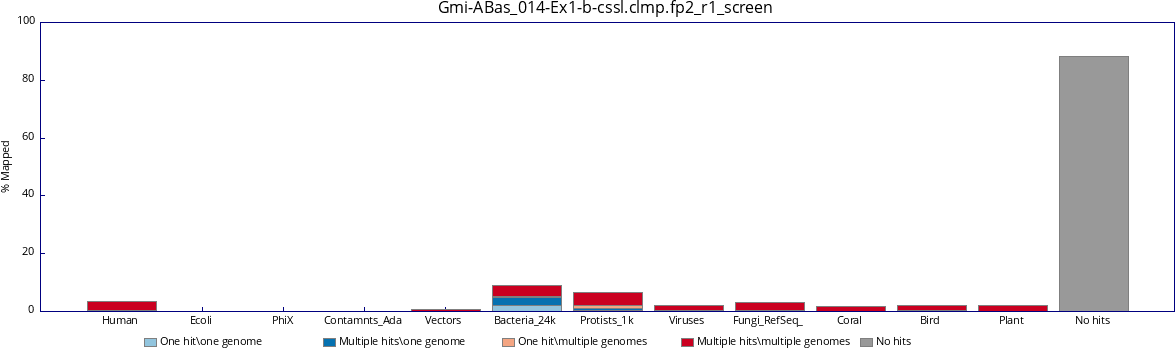 Gmi-ABas_014-Ex1-b-cssl.clmp.fp2_r1_screen
100
80
60
40
20
0
% Mapped
Human Ecoli PhiX Contamnts_Ada Vectors Bacteria_24k Protists_1k Viruses Fungi_RefSeq_ Coral Bird Plant No hits
One hit\one genome Multiple hits\one genome One hit\multiple genomes Multiple hits\multiple genomes No hits